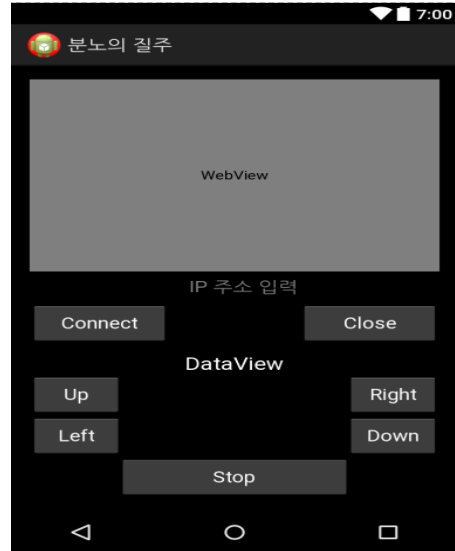 7:00
분노의 질주
WebView
IP 주소 입력
Connect Close
DataView
Up Right
Left Down
Stop